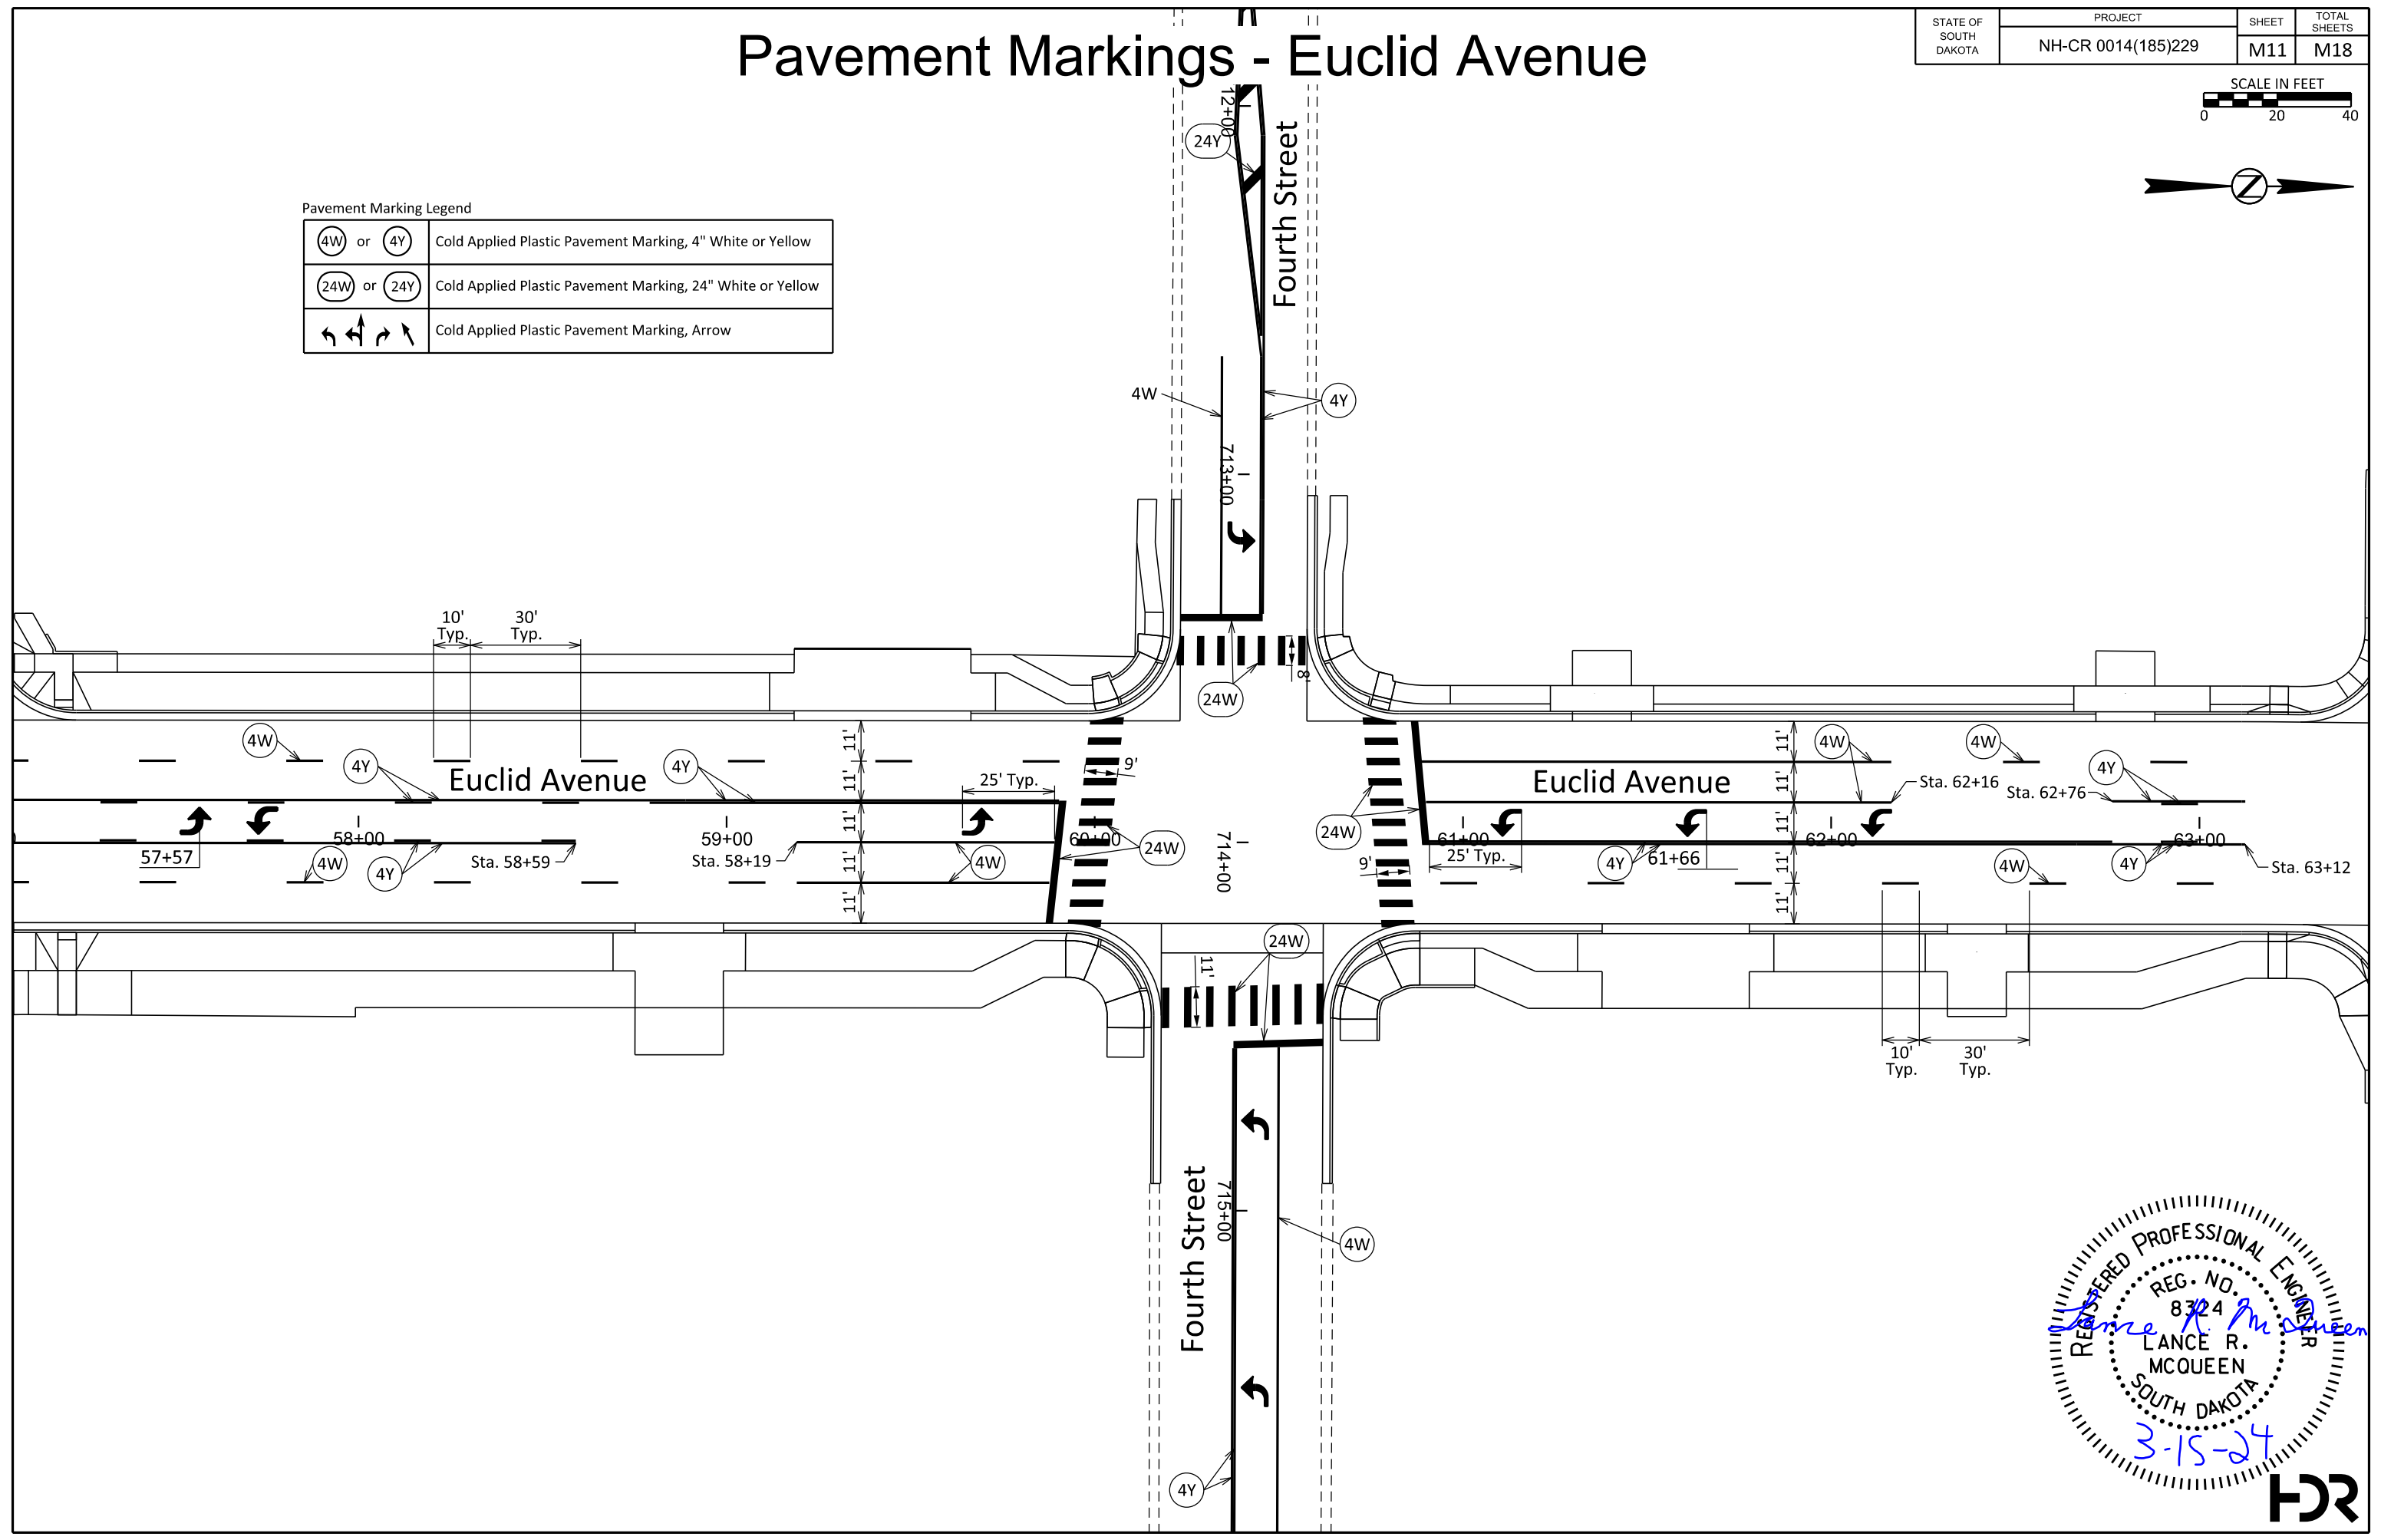 Pavement Markings - Euclid Avenue
STATE OF
SOUTH
DAKOTA
PROJECT
NH-CR 0014(185)229
SHEET
M11
TOTAL
SHEETS
M18
SCALE IN FEET
0 20 40
Z
12+00
24Y
Fourth Street
Pavement Marking Legend
4W or 4Y Cold Applied Plastic Pavement Marking, 4" White or Yellow
24W or 24Y Cold Applied Plastic Pavement Marking, 24" White or Yellow
Cold Applied Plastic Pavement Marking, Arrow
4W
4Y
713+00
10'
Typ.
30'
Typ.
8'
24W
4W
4Y
Euclid Avenue
4Y
11'
11'
11'
11'
11'
25' Typ.
9'
57+57
58+00
4W
4Y
Sta. 58+59
59+00
Sta. 58+19
4W
60+00
24W
714+00
24W
9'
Euclid Avenue
11'
11'
11'
11'
11'
4W
4W
4Y
Sta. 62+16
Sta. 62+76
61+00
25' Typ.
4Y
61+66
62+00
4W
4Y
63+00
Sta. 63+12
24W
11'
10'
Typ.
30'
Typ.
Fourth Street
715+00
4W
4Y
REGISTERED PROFESSIONAL ENGINEER
REG. NO.
8324
LANCE R.
MCQUEEN
SOUTH DAKOTA
Lance R. McQueen
3-15-24
HDR